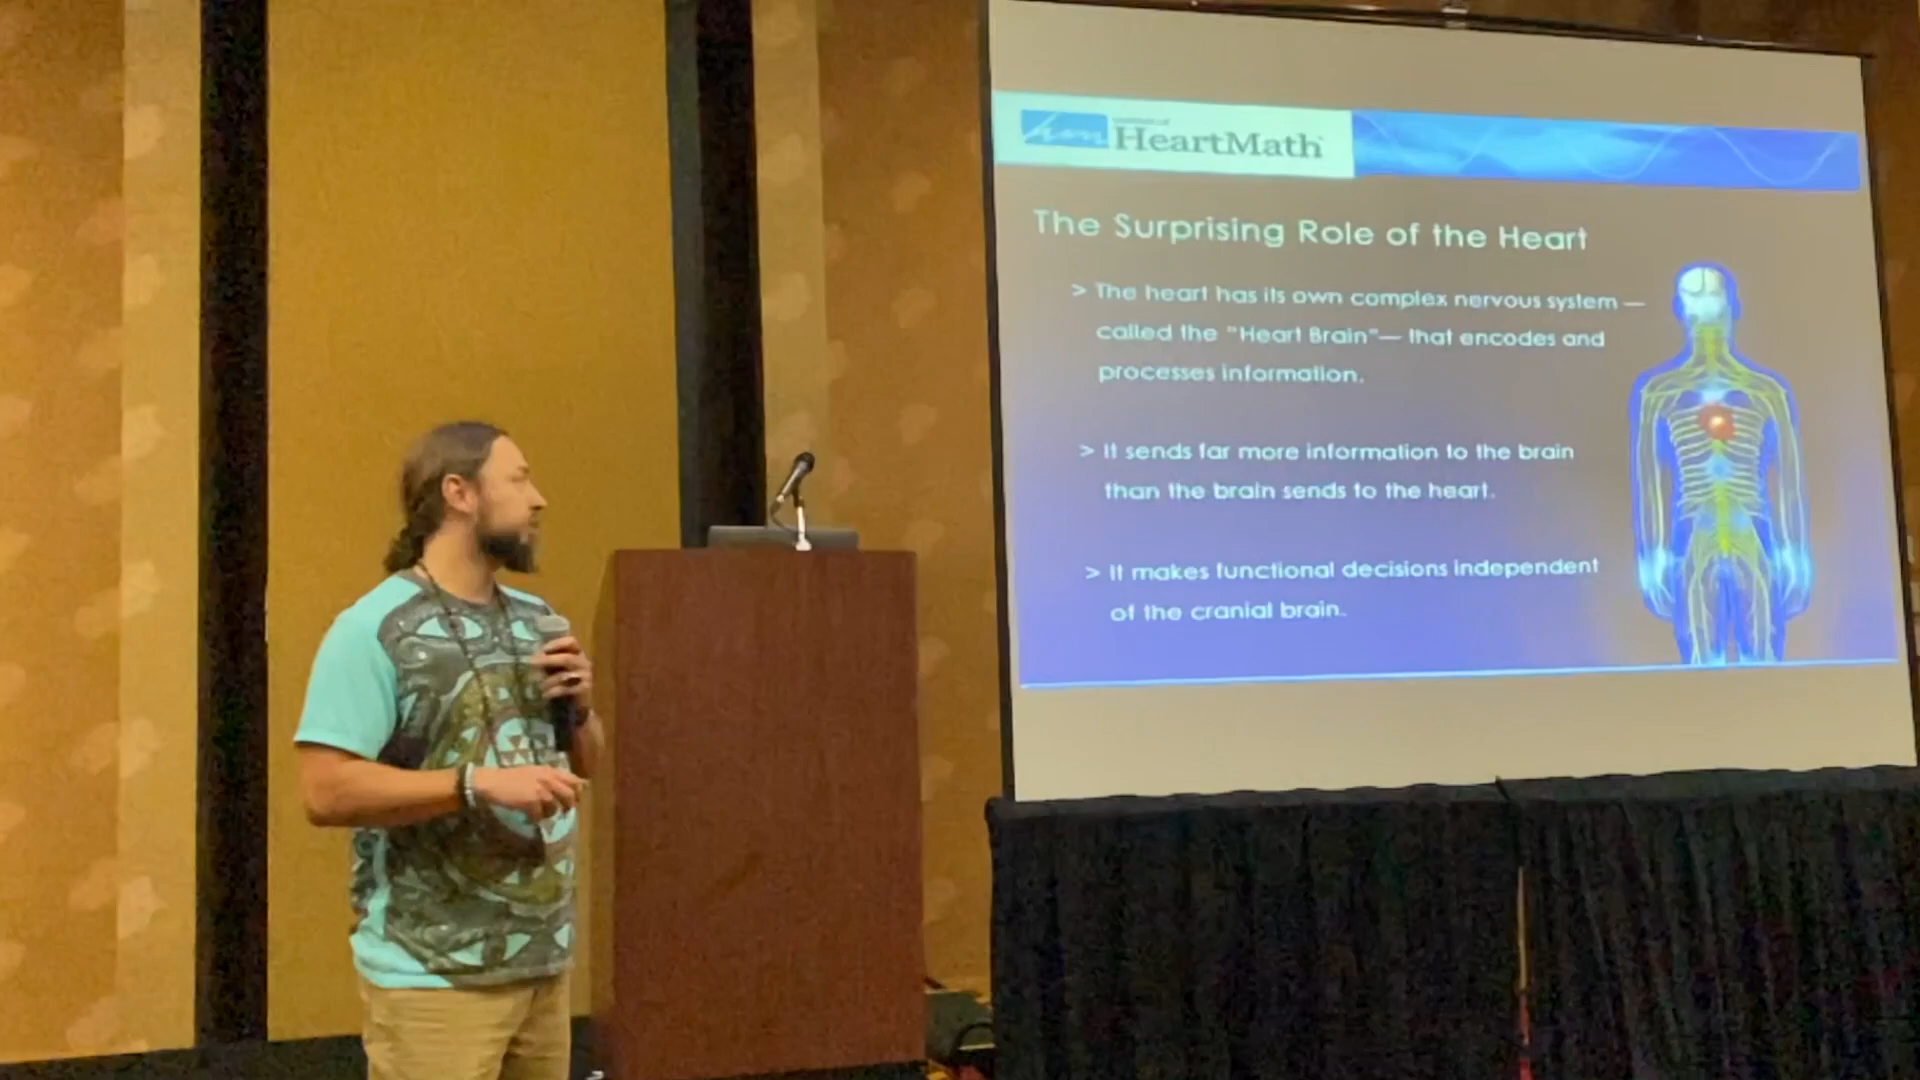 HeartMath
The Surprising Role of the Heart
> The heart has its own complex nervous system —
called the "Heart Brain"— that encodes and
processes information.
> It sends far more information to the brain
than the brain sends to the heart.
> It makes functional decisions independent
of the cranial brain.